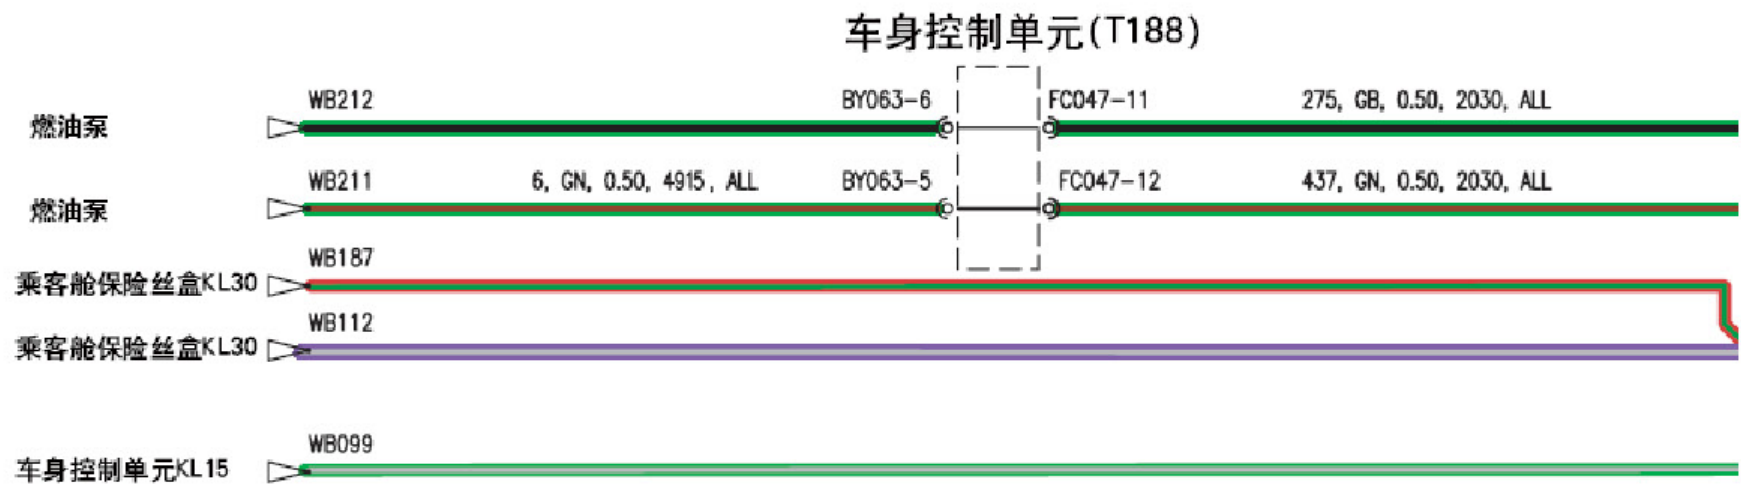 车身控制单元(T188)
WB212 BY063-6 FC047-11 275, GB, 0.50, 2030, ALL
燃油泵
WB211 6, GN, 0.50, 4915, ALL BY063-5 FC047-12 437, GN, 0.50, 2030, ALL
燃油泵
WB187
乘客舱保险丝盒KL30
WB112
乘客舱保险丝盒KL30
WB099
车身控制单元KL15